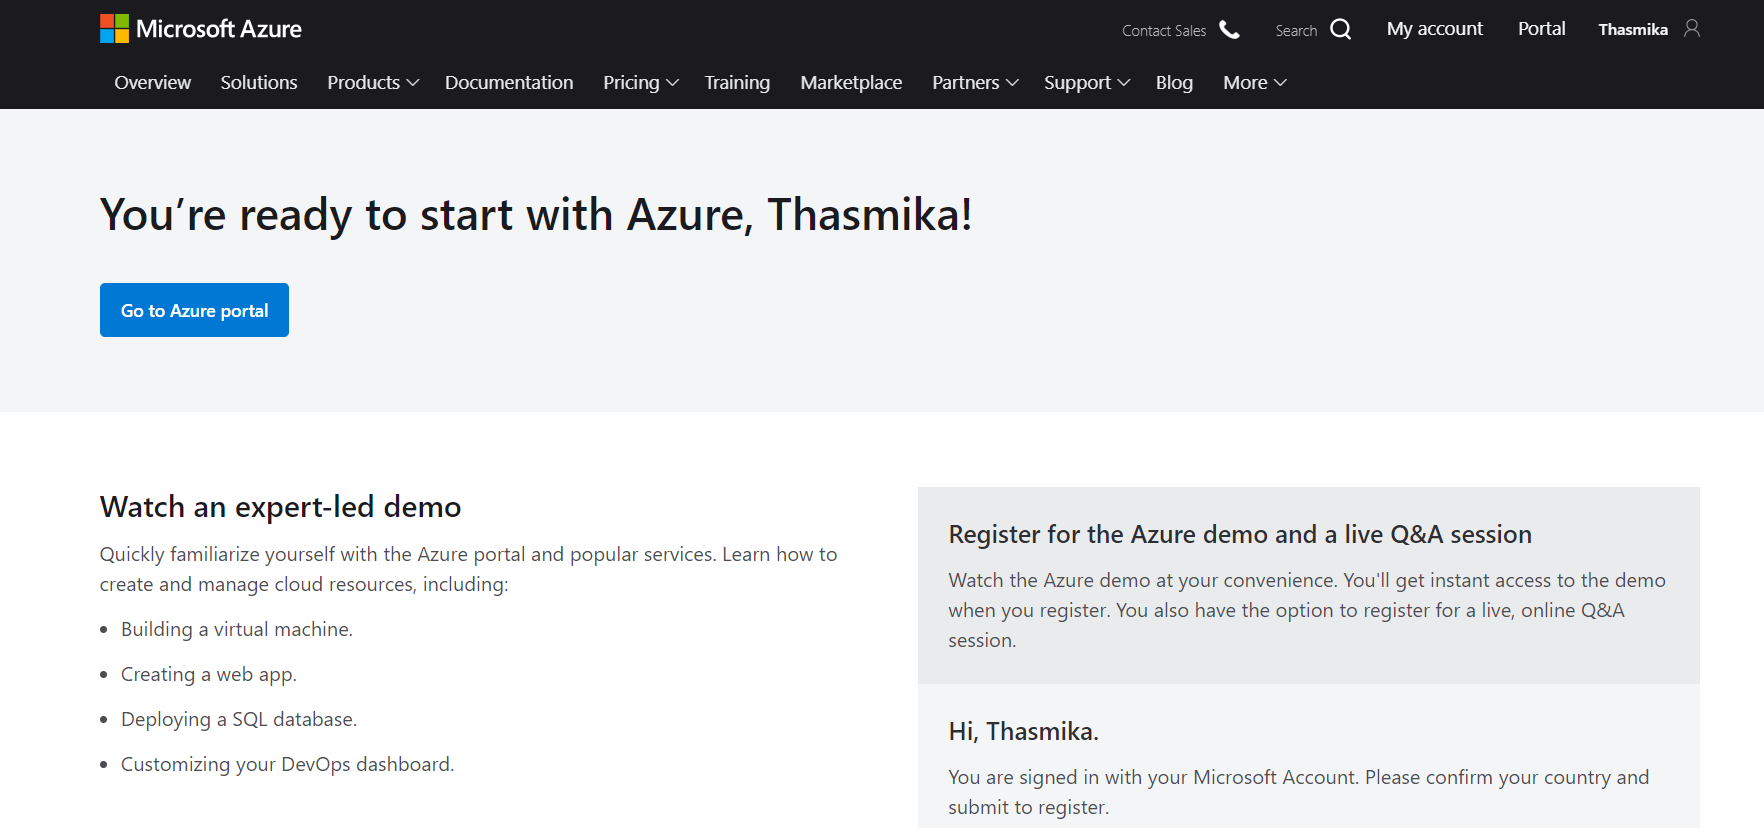 Microsoft Azure
Contact Sales Search My account Portal Thasmika
Overview Solutions Products Documentation Pricing Training Marketplace Partners Support Blog More
You’re ready to start with Azure, Thasmika!
Go to Azure portal
Watch an expert-led demo
Quickly familiarize yourself with the Azure portal and popular services. Learn how to
create and manage cloud resources, including:
• Building a virtual machine.
• Creating a web app.
• Deploying a SQL database.
• Customizing your DevOps dashboard.
Register for the Azure demo and a live Q&A session
Watch the Azure demo at your convenience. You'll get instant access to the demo
when you register. You also have the option to register for a live, online Q&A
session.
Hi, Thasmika.
You are signed in with your Microsoft Account. Please confirm your country and
submit to register.